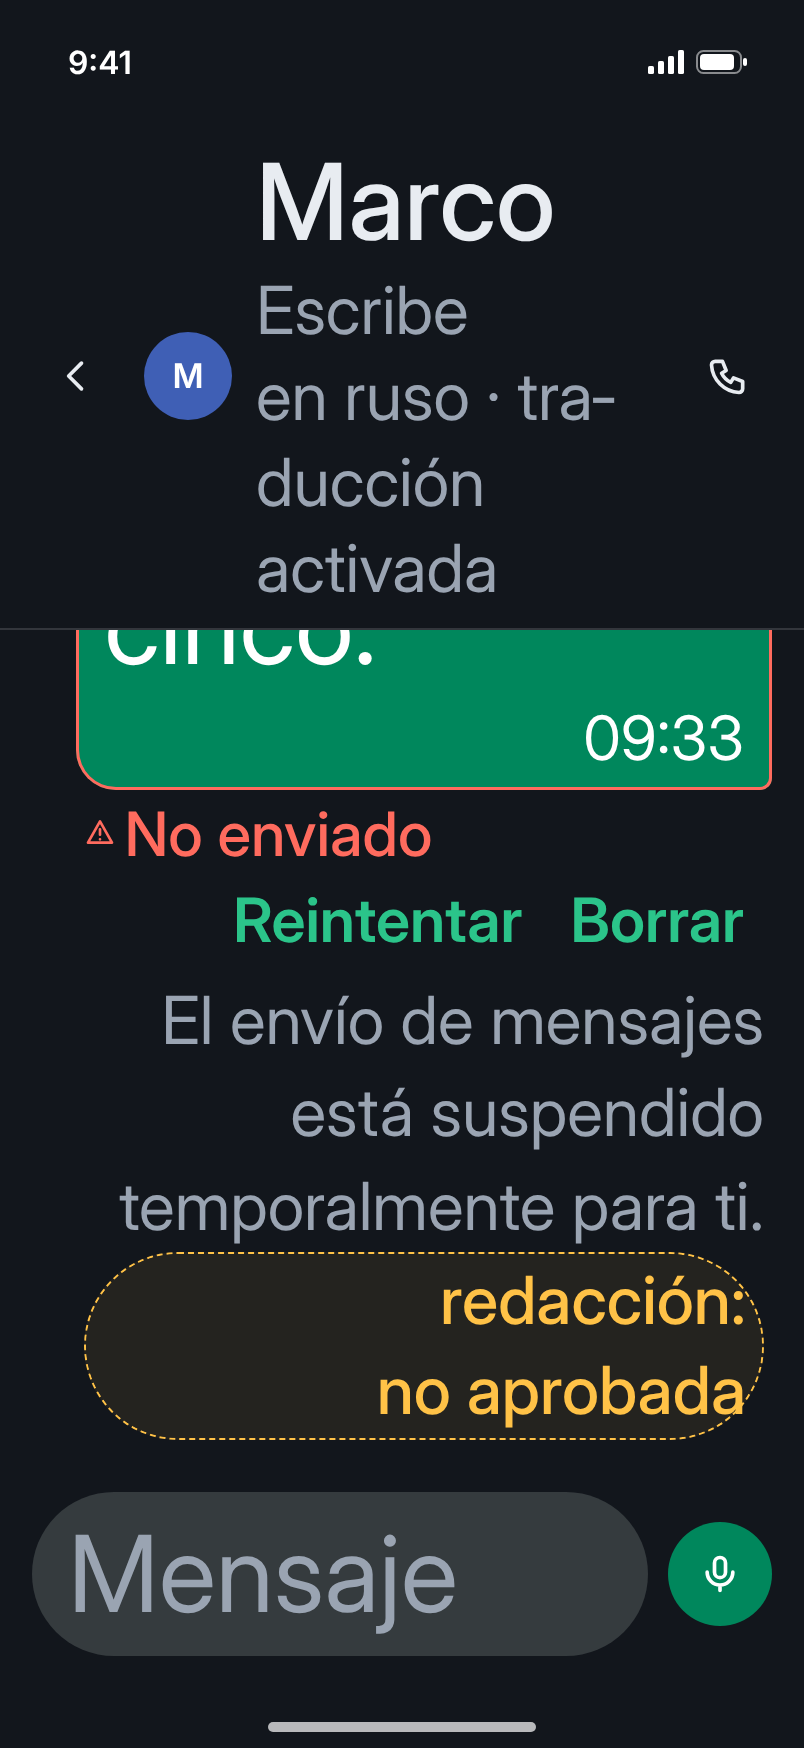 9:41
Marco
Escribe
en ruso · tra-
ducción
activada
M
cinco.
09:33
No enviado
Reintentar Borrar
El envío de mensajes
está suspendido
temporalmente para ti.
redacción:
no aprobada
Mensaje